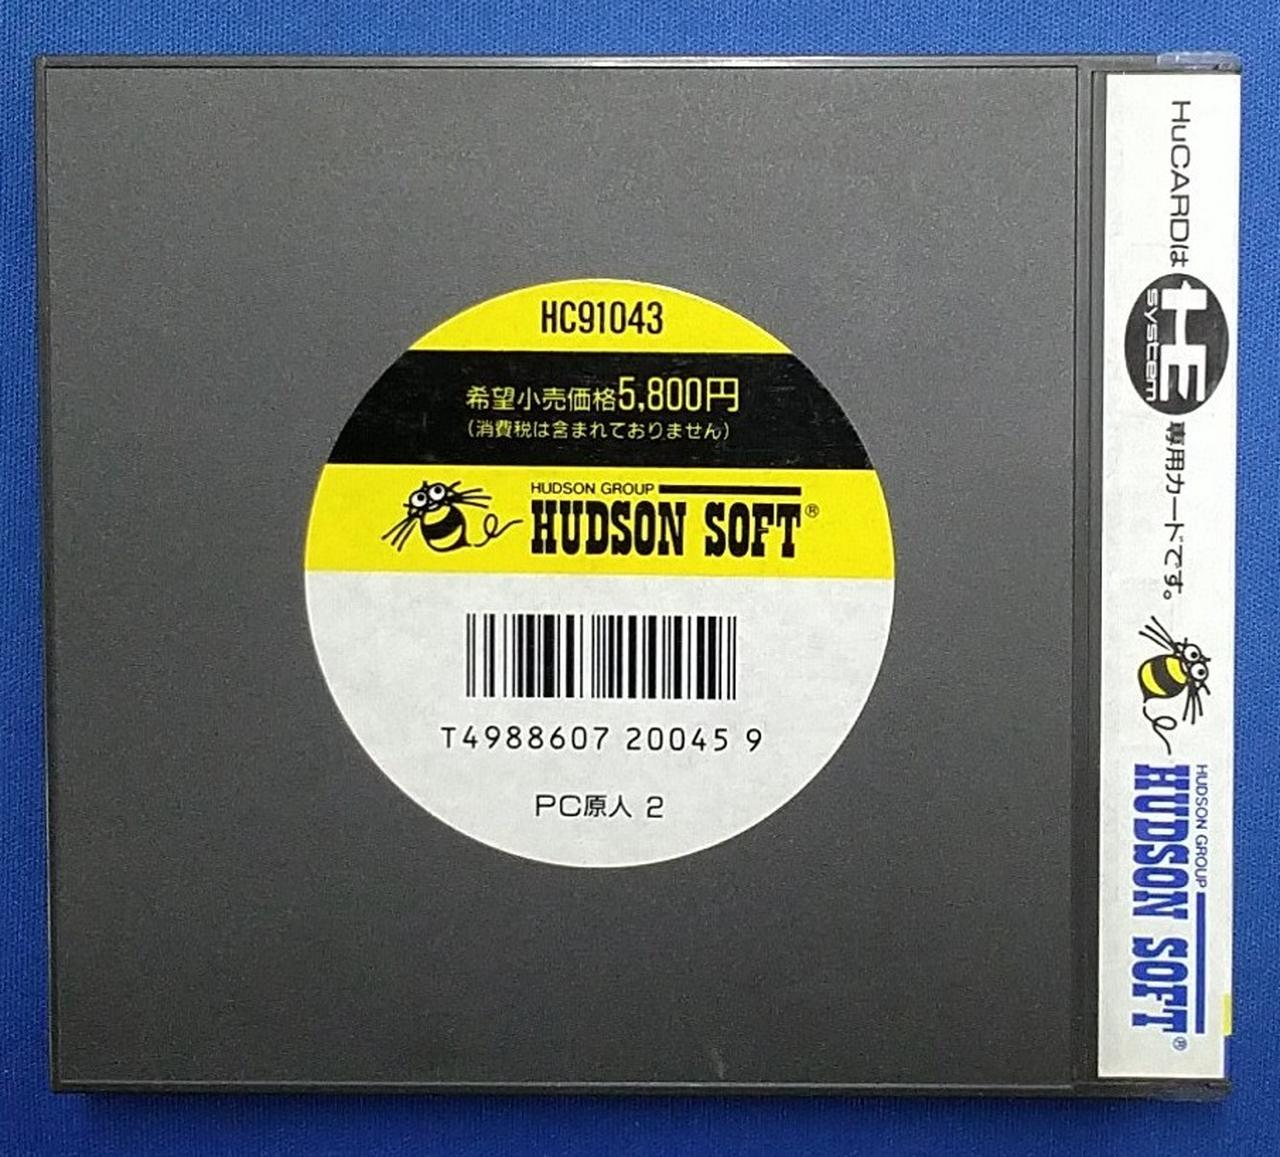 HC91043
希望小売価格5,800円
(消費税は含まれておりません)
HUDSON GROUP
HUDSON SOFT®
T4988607 20045 9
PC原人 2
HuCARDは
HE
system
専用カードです。
HUDSON GROUP
HUDSON SOFT®